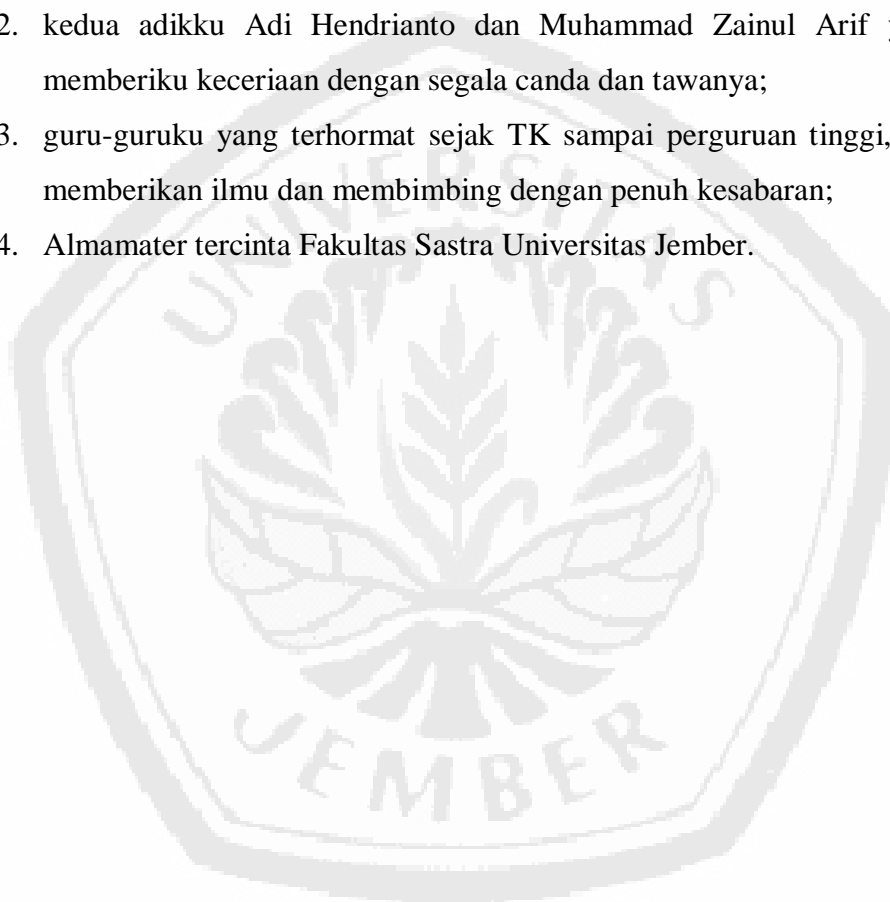 2. kedua adikku Adi Hendrianto dan Muhammad Zainul Arif
memberiku keceriaan dengan segala canda dan tawanya;
3. guru-guruku yang terhormat sejak TK sampai perguruan tinggi,
memberikan ilmu dan membimbing dengan penuh kesabaran;
4. Almamater tercinta Fakultas Sastra Universitas Jember.
UNIVERSITAS
JEMBER